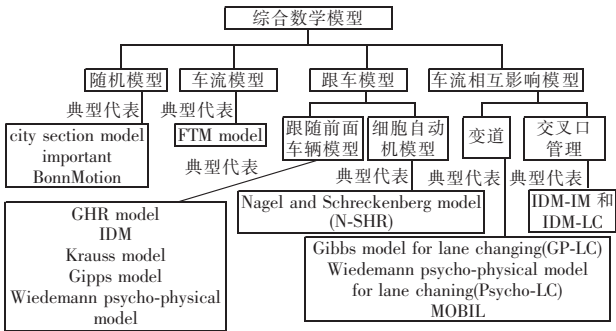 综合数学模型
随机模型
车流模型
跟车模型
车流相互影响模型
典型代表
典型代表
city section model
important
BonnMotion
FTM model
跟随前面
车辆模型
细胞自动
机模型
变道
交叉口
管理
典型代表
典型代表
典型代表
典型代表
GHR model
IDM
Krauss model
Gipps model
Wiedemann psycho-physical
model
Nagel and Schreckenberg model
(N-SHR)
IDM-IM 和
IDM-LC
Gibbs model for lane changing(GP-LC)
Wiedemann psycho-physical model
for lane chaning(Psycho-LC)
MOBIL